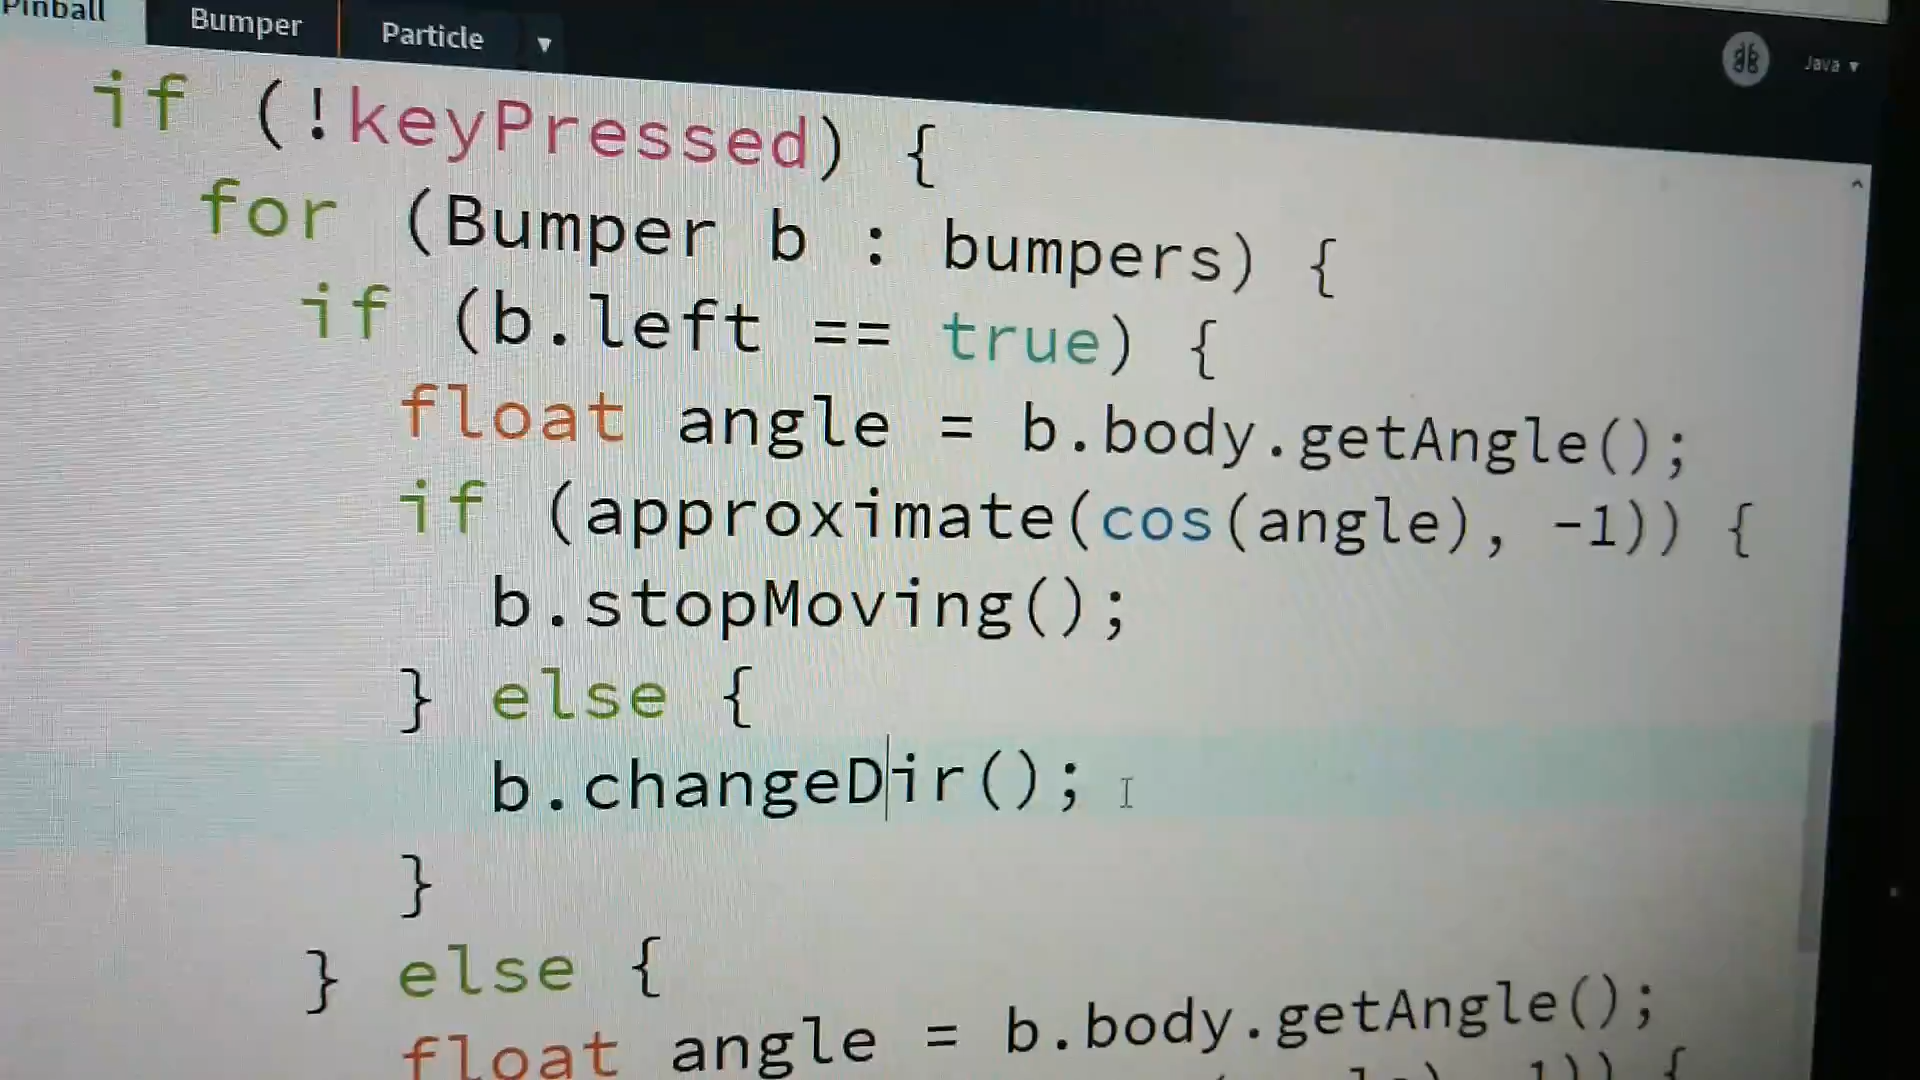 Pinball Bumper Particle ▼ Java ▼
if (!keyPressed) {
for (Bumper b : bumpers) {
if (b.left == true) {
float angle = b.body.getAngle();
if (approximate(cos(angle), -1)) {
b.stopMoving();
} else {
b.changeDir();
}
} else {
float angle = b.body.getAngle();